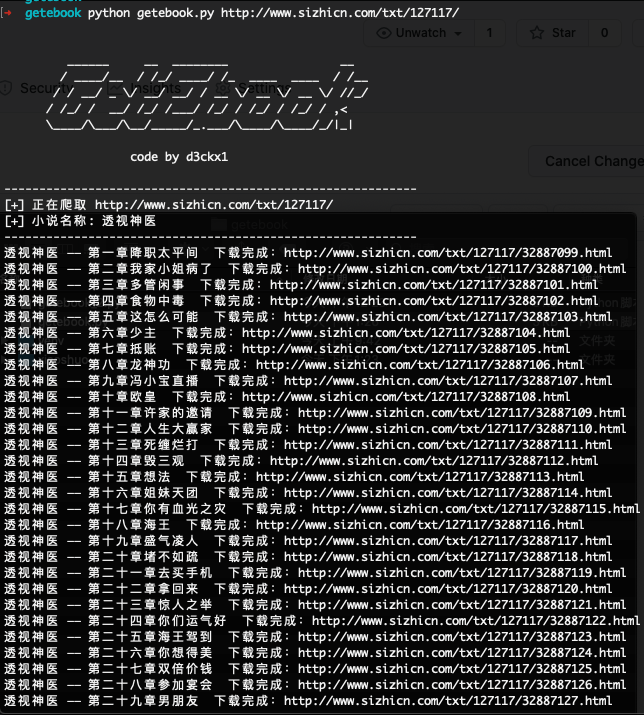 getebook python getebook.py http://www.sizhicn.com/txt/127117/
Unwatch 1 Star 0
Security Insights Settings
code by d3ckx1
Cancel Change
-----------------------------------------------------------
[+] 正在爬取 http://www.sizhicn.com/txt/127117/
[+] 小说名称: 透视神医
-----------------------------------------------------------
透视神医 —— 第一章降职太平间 下载完成: http://www.sizhicn.com/txt/127117/32887099.html
透视神医 —— 第二章我家小姐病了 下载完成: http://www.sizhicn.com/txt/127117/32887100.html
透视神医 —— 第三章多管闲事 下载完成: http://www.sizhicn.com/txt/127117/32887101.html
透视神医 —— 第四章食物中毒 下载完成: http://www.sizhicn.com/txt/127117/32887102.html
透视神医 —— 第五章这怎么可能 下载完成: http://www.sizhicn.com/txt/127117/32887103.html
透视神医 —— 第六章少主 下载完成: http://www.sizhicn.com/txt/127117/32887104.html
透视神医 —— 第七章抵账 下载完成: http://www.sizhicn.com/txt/127117/32887105.html
透视神医 —— 第八章龙神功 下载完成: http://www.sizhicn.com/txt/127117/32887106.html
透视神医 —— 第九章冯小宝直播 下载完成: http://www.sizhicn.com/txt/127117/32887107.html
透视神医 —— 第十章欧皇 下载完成: http://www.sizhicn.com/txt/127117/32887108.html
透视神医 —— 第十一章许家的邀请 下载完成: http://www.sizhicn.com/txt/127117/32887109.html
透视神医 —— 第十二章人生大赢家 下载完成: http://www.sizhicn.com/txt/127117/32887110.html
透视神医 —— 第十三章死缠烂打 下载完成: http://www.sizhicn.com/txt/127117/32887111.html
透视神医 —— 第十四章毁三观 下载完成: http://www.sizhicn.com/txt/127117/32887112.html
透视神医 —— 第十五章想法 下载完成: http://www.sizhicn.com/txt/127117/32887113.html
透视神医 —— 第十六章姐妹天团 下载完成: http://www.sizhicn.com/txt/127117/32887114.html
透视神医 —— 第十七章你有血光之灾 下载完成: http://www.sizhicn.com/txt/127117/32887115.html
透视神医 —— 第十八章海王 下载完成: http://www.sizhicn.com/txt/127117/32887116.html
透视神医 —— 第十九章盛气凌人 下载完成: http://www.sizhicn.com/txt/127117/32887117.html
透视神医 —— 第二十章堵不如疏 下载完成: http://www.sizhicn.com/txt/127117/32887118.html
透视神医 —— 第二十一章去买手机 下载完成: http://www.sizhicn.com/txt/127117/32887119.html
透视神医 —— 第二十二章拿回来 下载完成: http://www.sizhicn.com/txt/127117/32887120.html
透视神医 —— 第二十三章惊人之举 下载完成: http://www.sizhicn.com/txt/127117/32887121.html
透视神医 —— 第二十四章你们运气好 下载完成: http://www.sizhicn.com/txt/127117/32887122.html
透视神医 —— 第二十五章海王驾到 下载完成: http://www.sizhicn.com/txt/127117/32887123.html
透视神医 —— 第二十六章你想得美 下载完成: http://www.sizhicn.com/txt/127117/32887124.html
透视神医 —— 第二十七章双倍价钱 下载完成: http://www.sizhicn.com/txt/127117/32887125.html
透视神医 —— 第二十八章参加宴会 下载完成: http://www.sizhicn.com/txt/127117/32887126.html
透视神医 —— 第二十九章男朋友 下载完成: http://www.sizhicn.com/txt/127117/32887127.html